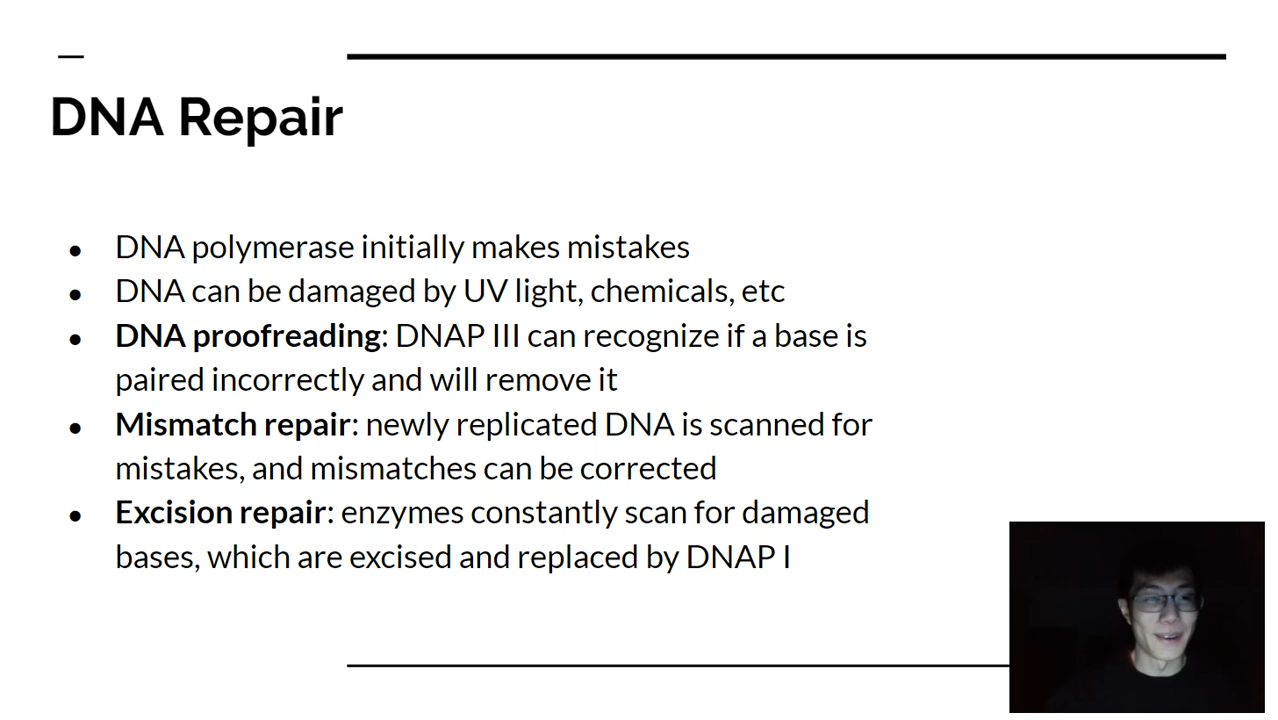 DNA Repair
● DNA polymerase initially makes mistakes
● DNA can be damaged by UV light, chemicals, etc
● DNA proofreading: DNAP III can recognize if a base is
paired incorrectly and will remove it
● Mismatch repair: newly replicated DNA is scanned for
mistakes, and mismatches can be corrected
● Excision repair: enzymes constantly scan for damaged
bases, which are excised and replaced by DNAP I